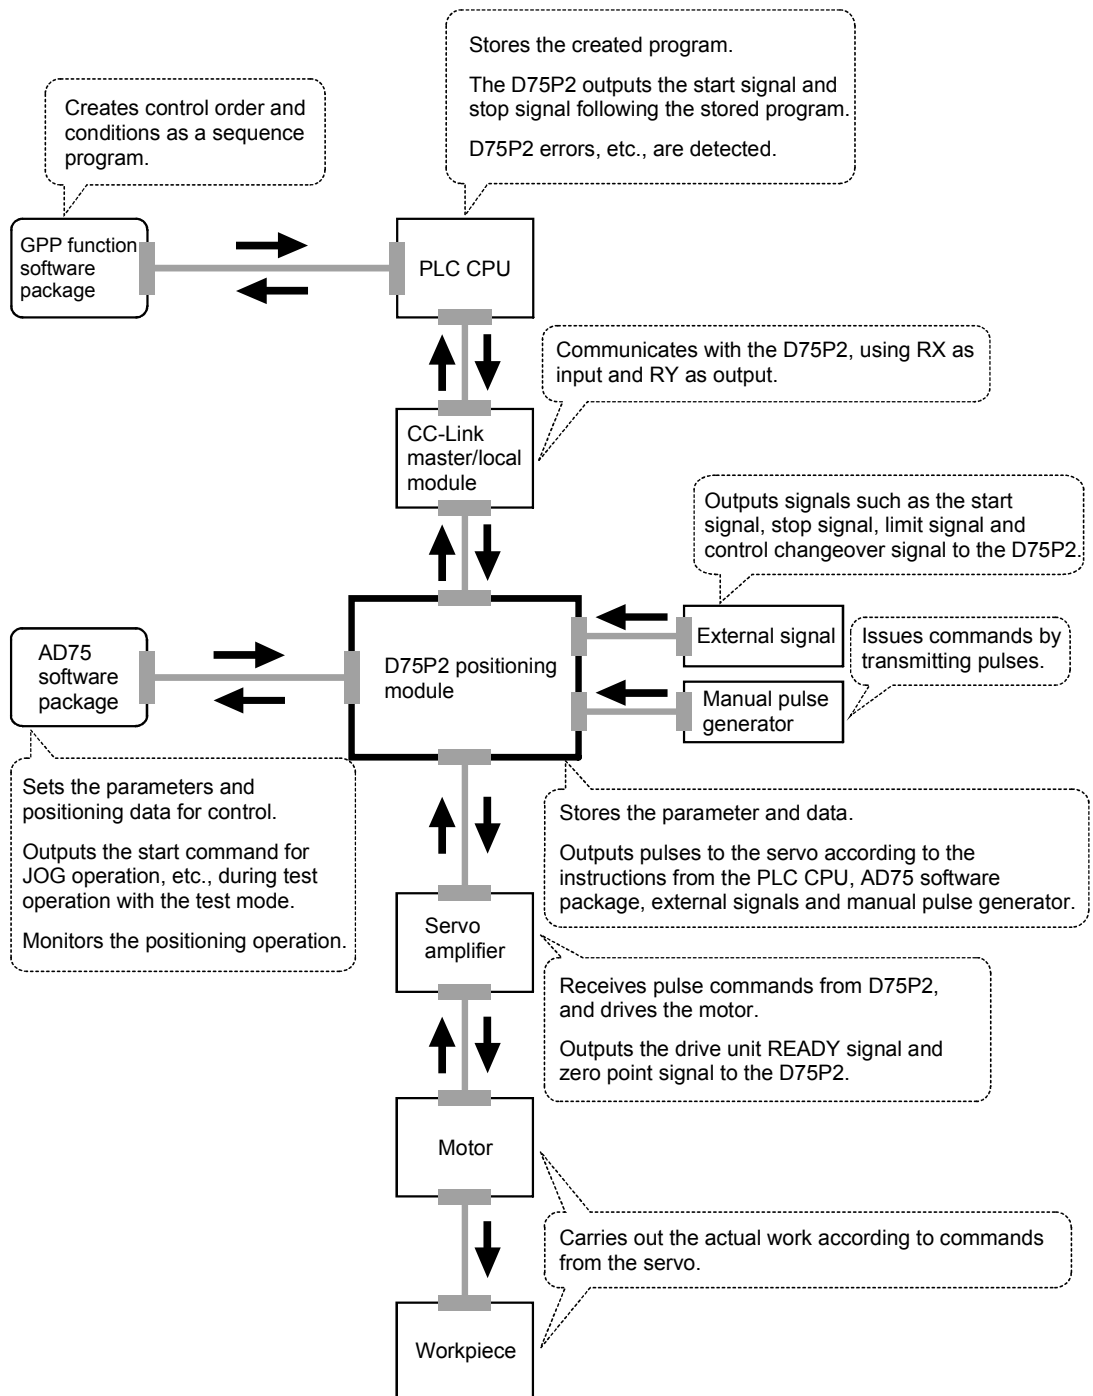 Stores the created program.
The D75P2 outputs the start signal and
stop signal following the stored program.
D75P2 errors, etc., are detected.
Creates control order and
conditions as a sequence
program.
GPP function
software
package
PLC CPU
Communicates with the D75P2, using RX as
input and RY as output.
CC-Link
master/local
module
Outputs signals such as the start
signal, stop signal, limit signal and
control changeover signal to the D75P2.
External signal
Issues commands by
transmitting pulses.
AD75
software
package
D75P2 positioning
module
Manual pulse
generator
Sets the parameters and
positioning data for control.
Outputs the start command for
JOG operation, etc., during test
operation with the test mode.
Monitors the positioning operation.
Stores the parameter and data.
Outputs pulses to the servo according to the
instructions from the PLC CPU, AD75 software
package, external signals and manual pulse generator.
Servo
amplifier
Receives pulse commands from D75P2,
and drives the motor.
Outputs the drive unit READY signal and
zero point signal to the D75P2.
Motor
Carries out the actual work according to commands
from the servo.
Workpiece